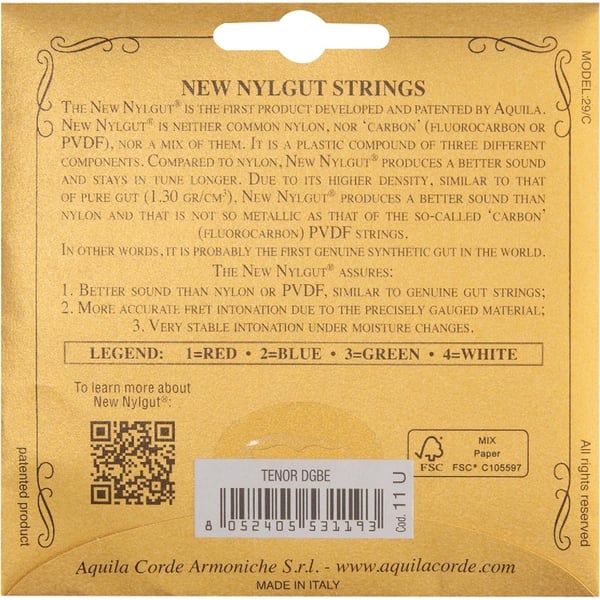 MODEL:29/C
NEW NYLGUT STRINGS
THE NEW NYLGUT® IS THE FIRST PRODUCT DEVELOPED AND PATENTED BY AQUILA.
NEW NYLGUT® IS NEITHER COMMON NYLON, NOR 'CARBON' (FLUOROCARBON OR
PVDF), NOR A MIX OF THEM. IT IS A PLASTIC COMPOUND OF THREE DIFFERENT
COMPONENTS. COMPARED TO NYLON, NEW NYLGUT® PRODUCES A BETTER SOUND
AND STAYS IN TUNE LONGER. DUE TO ITS HIGHER DENSITY, SIMILAR TO THAT
OF PURE GUT (1.30 GR/CM³), NEW NYLGUT® PRODUCES A BETTER SOUND THAN
NYLON AND THAT IS NOT SO METALLIC AS THAT OF THE SO-CALLED 'CARBON'
(FLUOROCARBON) PVDF STRINGS.
IN OTHER WORDS, IT IS PROBABLY THE FIRST GENUINE SYNTHETIC GUT IN THE WORLD.
THE NEW NYLGUT® ASSURES:
1. BETTER SOUND THAN NYLON OR PVDF, SIMILAR TO GENUINE GUT STRINGS;
2. MORE ACCURATE FRET INTONATION DUE TO THE PRECISELY GAUGED MATERIAL;
3. VERY STABLE INTONATION UNDER MOISTURE CHANGES.
LEGEND: 1=RED • 2=BLUE • 3=GREEN • 4=WHITE
To learn more about
New Nylgut®:
FSC
MIX
Paper
FSC® C105597
patented product
All rights reserved
TENOR DGBE
8 052405 531193
Cod. 11 U
Aquila Corde Armoniche S.r.l. - www.aquilacorde.com
MADE IN ITALY